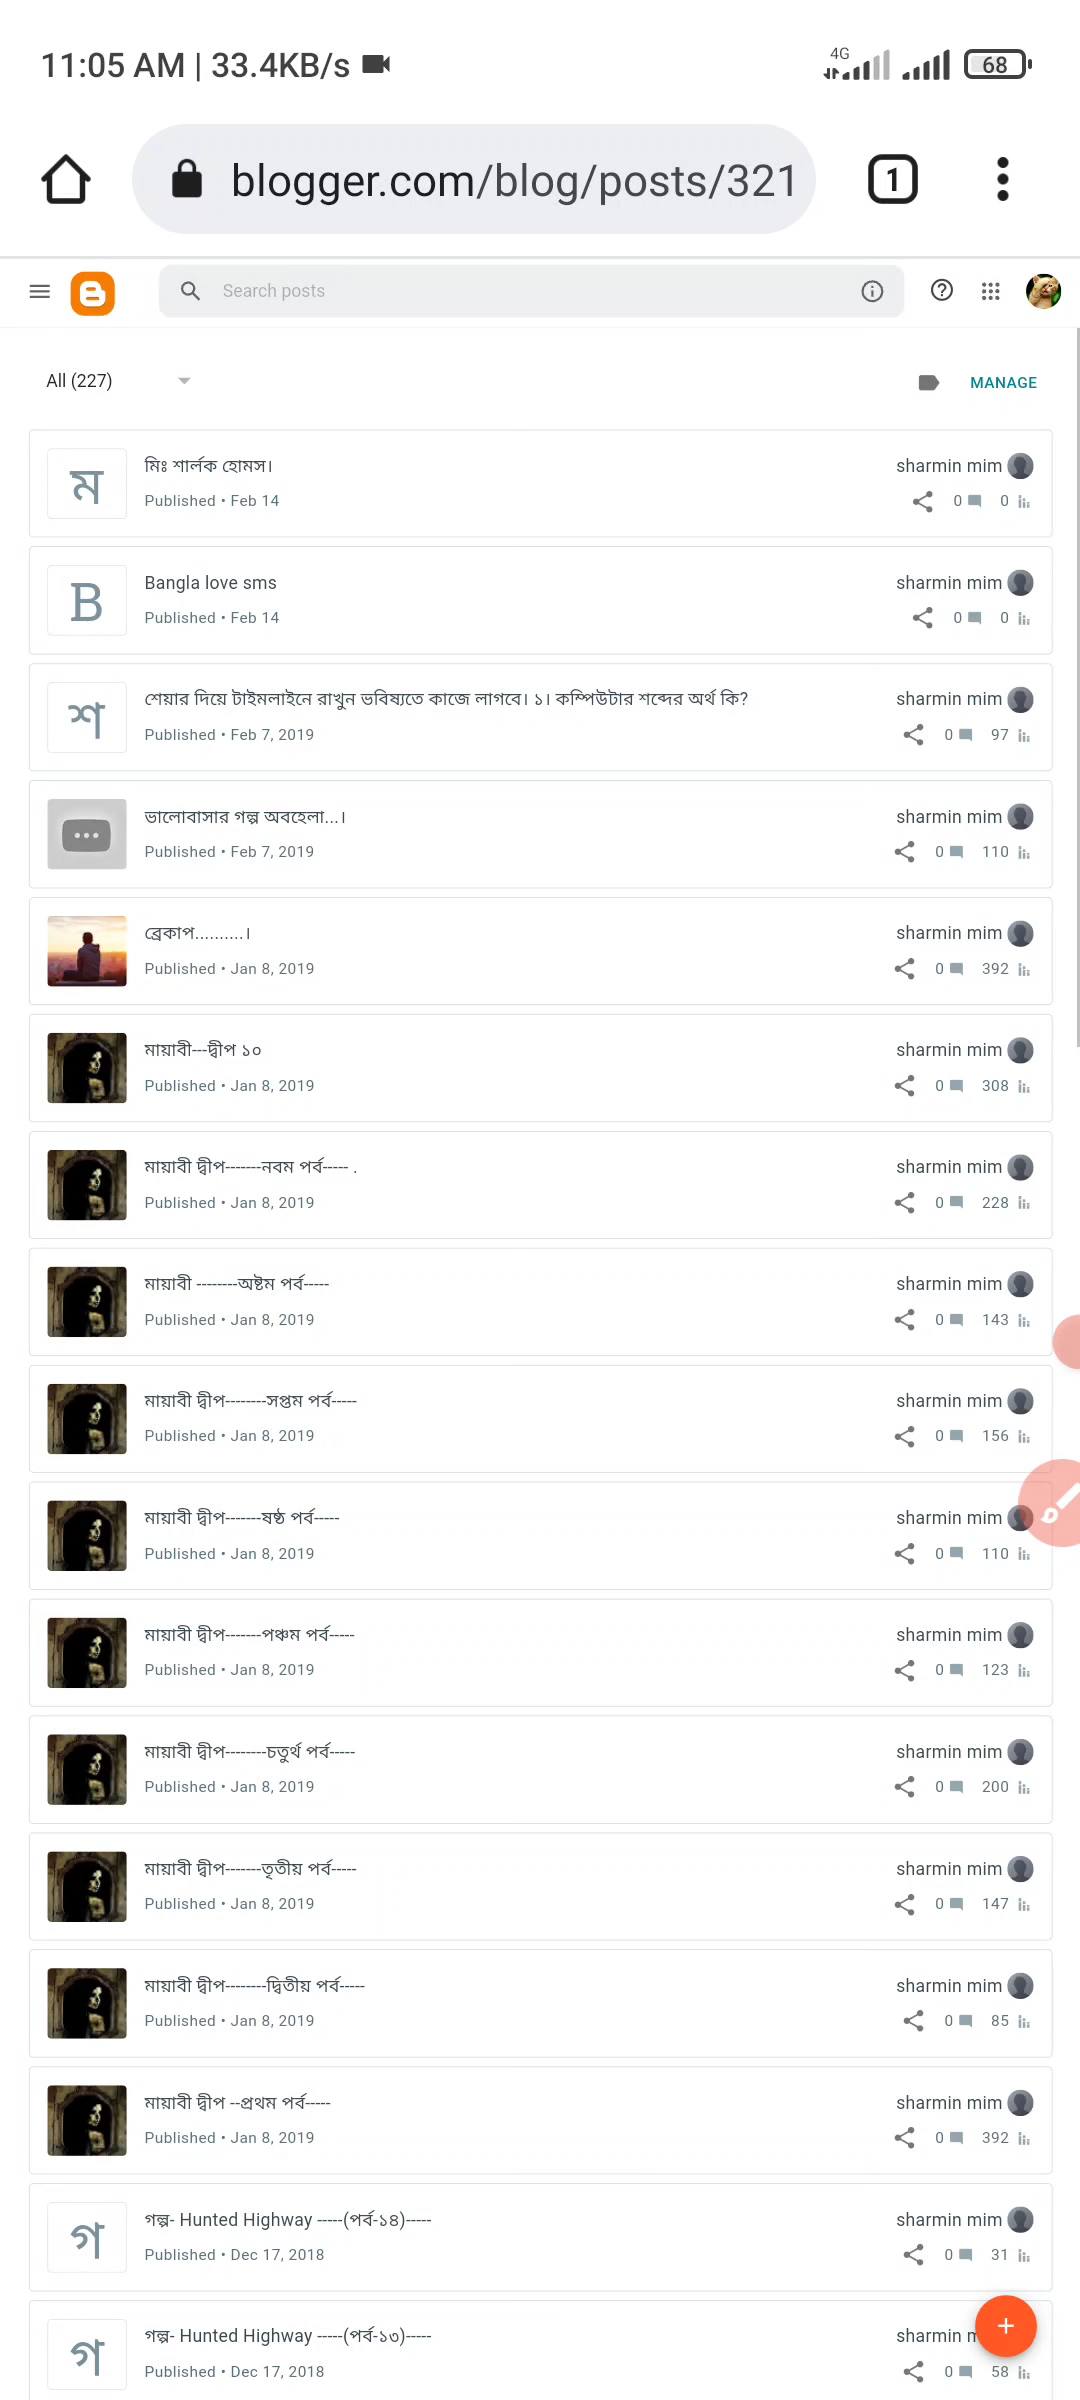 11:05 AM | 33.4KB/s
4G
68
blogger.com/blog/posts/321
1
Search posts
All (227)
MANAGE
ম
মিঃ শার্লক হোমস।
sharmin mim
Published • Feb 14
0 0
B
Bangla love sms
sharmin mim
Published • Feb 14
0 0
শ
শেয়ার দিয়ে টাইমলাইনে রাখুন ভবিষ্যতে কাজে লাগবে। ১। কম্পিউটার শব্দের অর্থ কি?
sharmin mim
Published • Feb 7, 2019
0 97
ভালোবাসার গল্প অবহেলা...।
sharmin mim
Published • Feb 7, 2019
0 110
ব্রেকাপ..........।
sharmin mim
Published • Jan 8, 2019
0 392
মায়াবী---দ্বীপ ১০
sharmin mim
Published • Jan 8, 2019
0 308
মায়াবী দ্বীপ-------নবম পর্ব----- .
sharmin mim
Published • Jan 8, 2019
0 228
মায়াবী --------অষ্টম পর্ব-----
sharmin mim
Published • Jan 8, 2019
0 143
মায়াবী দ্বীপ--------সপ্তম পর্ব-----
sharmin mim
Published • Jan 8, 2019
0 156
মায়াবী দ্বীপ-------ষষ্ঠ পর্ব-----
sharmin mim
Published • Jan 8, 2019
0 110
মায়াবী দ্বীপ-------পঞ্চম পর্ব-----
sharmin mim
Published • Jan 8, 2019
0 123
মায়াবী দ্বীপ--------চতুর্থ পর্ব-----
sharmin mim
Published • Jan 8, 2019
0 200
মায়াবী দ্বীপ-------তৃতীয় পর্ব-----
sharmin mim
Published • Jan 8, 2019
0 147
মায়াবী দ্বীপ--------দ্বিতীয় পর্ব-----
sharmin mim
Published • Jan 8, 2019
0 85
মায়াবী দ্বীপ --প্রথম পর্ব-----
sharmin mim
Published • Jan 8, 2019
0 392
গ
গল্প- Hunted Highway -----(পর্ব-১৪)-----
sharmin mim
Published • Dec 17, 2018
0 31
গ
গল্প- Hunted Highway -----(পর্ব-১৩)-----
sharmin
Published • Dec 17, 2018
0 58